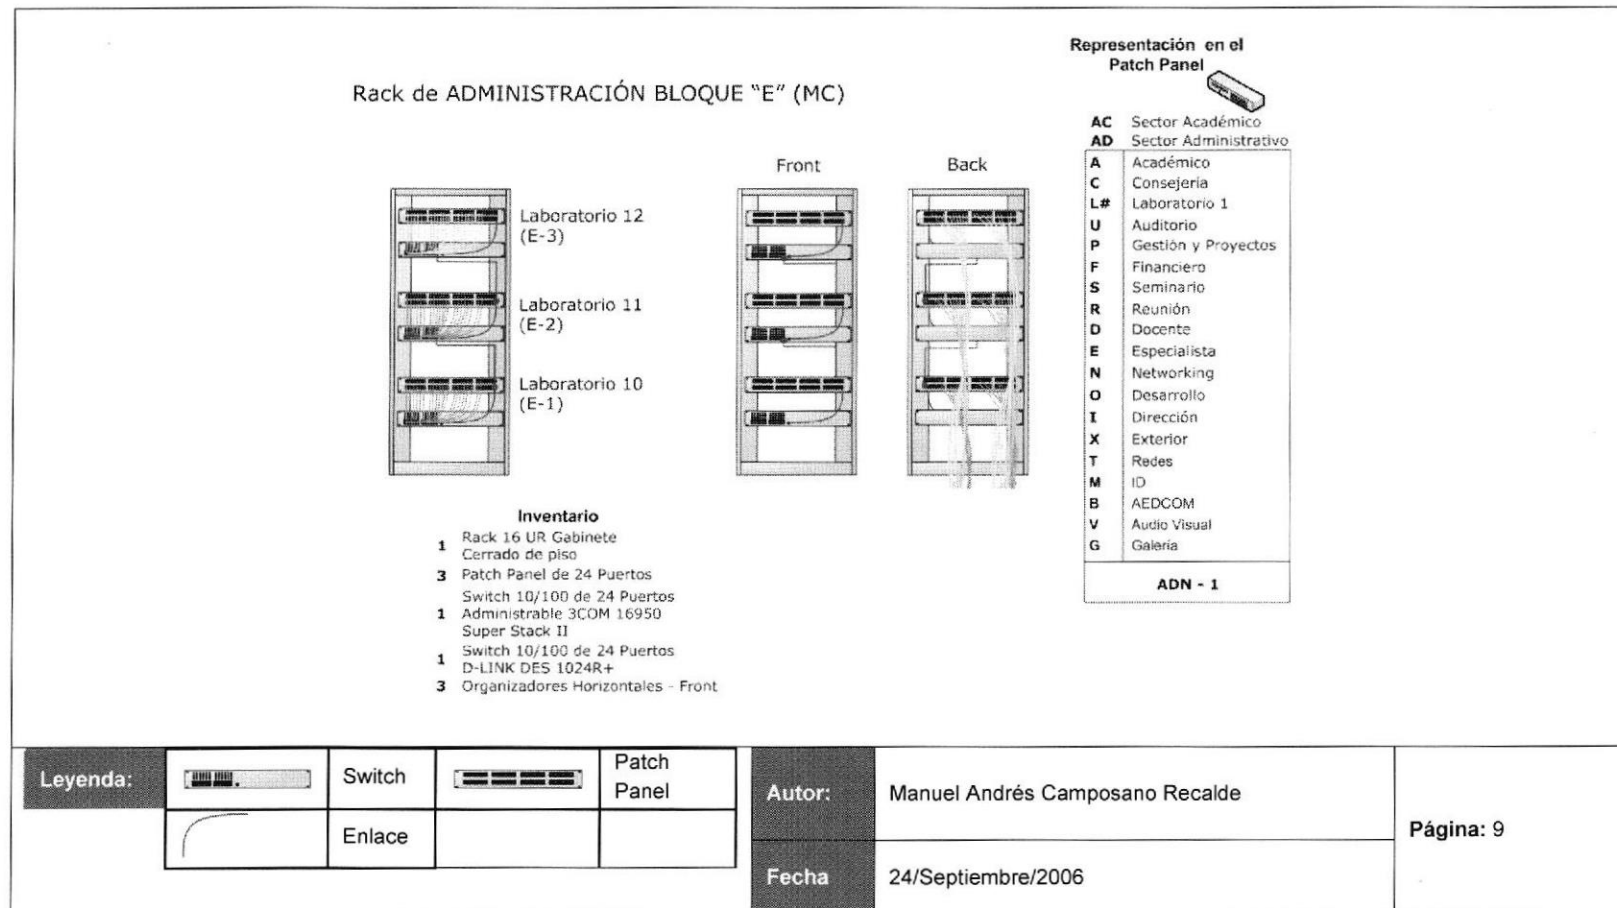 Rack de ADMINISTRACIÓN BLOQUE "E" (MC)
Laboratorio 12
(E-3)
Laboratorio 11
(E-2)
Laboratorio 10
(E-1)
Front
Back
Representación en el
Patch Panel
AC Sector Académico
AD Sector Administrativo
A Académico
C Consejeria
L# Laboratorio 1
U Auditorio
P Gestión y Proyectos
F Financiero
S Seminario
R Reunión
D Docente
E Especialista
N Networking
O Desarrollo
I Dirección
X Exterior
T Redes
M ID
B AEDCOM
V Audio Visual
G Galeria
ADN - 1
Inventario
1 Rack 16 UR Gabinete
Cerrado de piso
3 Patch Panel de 24 Puertos
Switch 10/100 de 24 Puertos
1 Administrable 3COM 16950
Super Stack II
1 Switch 10/100 de 24 Puertos
D-LINK DES 1024R+
3 Organizadores Horizontales - Front
Leyenda:
Switch
Patch
Panel
Enlace
Autor: Manuel Andrés Camposano Recalde
Fecha 24/Septiembre/2006
Página: 9